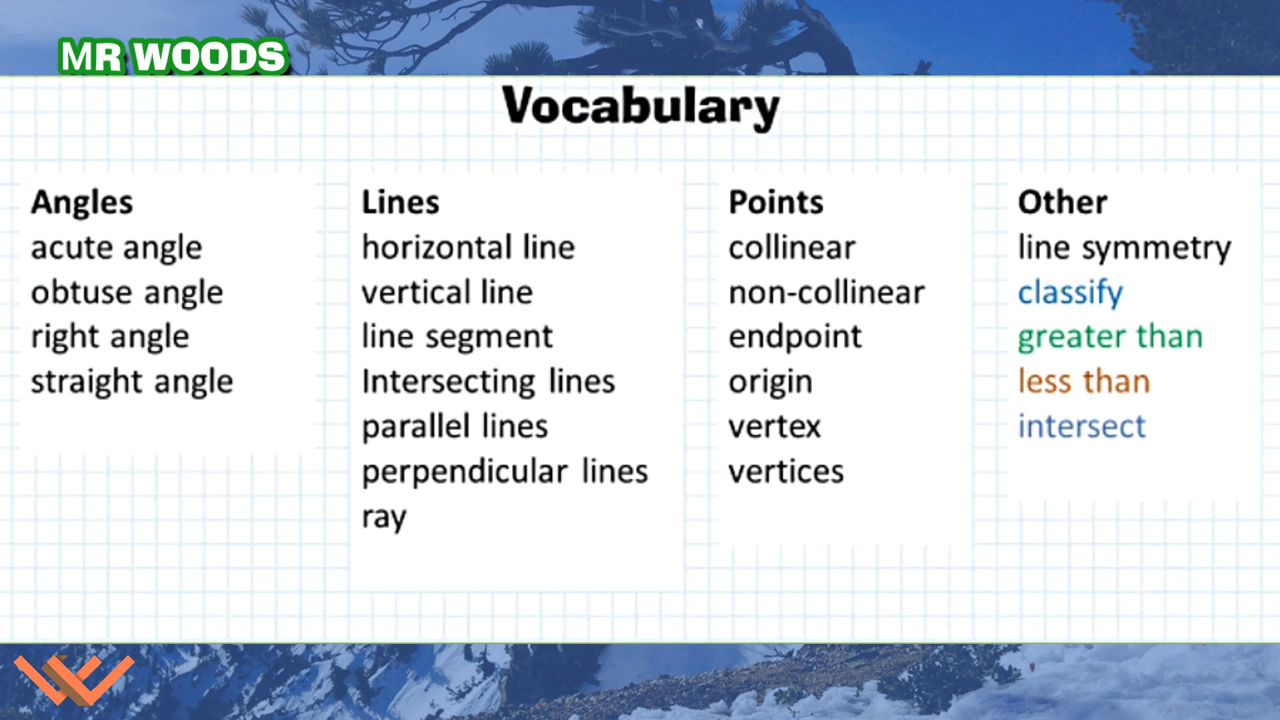 MR WOODS
Vocabulary
Angles
acute angle
obtuse angle
right angle
straight angle
Lines
horizontal line
vertical line
line segment
Intersecting lines
parallel lines
perpendicular lines
ray
Points
collinear
non-collinear
endpoint
origin
vertex
vertices
Other
line symmetry
classify
greater than
less than
intersect